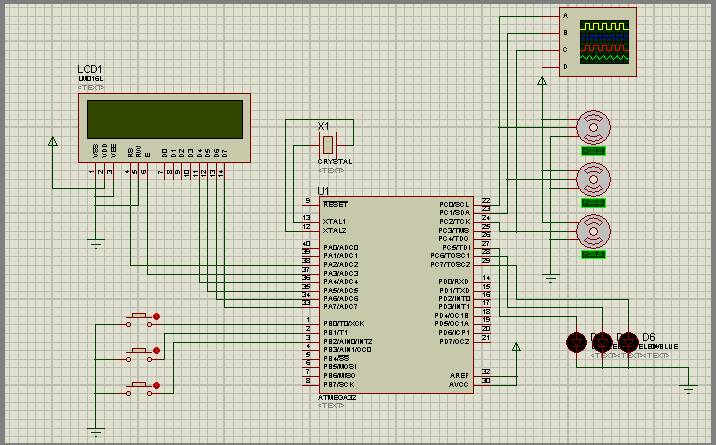 A
B
C
D
LCD1
LM016L
<TEXT>
VSS
VDD
VEE
RS
RW
E
D0
D1
D2
D3
D4
D5
D6
D7
1
2
3
4
5
6
7
8
9
10
11
12
13
14
X1
CRYSTAL
<TEXT>
U1
9 RESET PC0/SCL 22
PC1/SDA 23
13 XTAL1 PC2/TCK 24
12 XTAL2 PC3/TMS 25
PC4/TDO 26
40 PA0/ADC0 PC5/TDI 27
39 PA1/ADC1 PC6/TOSC1 28
38 PA2/ADC2 PC7/TOSC2 29
37 PA3/ADC3
36 PA4/ADC4 PD0/RXD 14
35 PA5/ADC5 PD1/TXD 15
34 PA6/ADC6 PD2/INT0 16
33 PA7/ADC7 PD3/INT1 17
PD4/OC1B 18
1 PB0/T0/XCK PD5/OC1A 19
2 PB1/T1 PD6/ICP1 20
3 PB2/AIN0/INT2 PD7/OC2 21
4 PB3/AIN1/OC0
5 PB4/SS
6 PB5/MOSI
7 PB6/MISO AREF 32
8 PB7/SCK AVCC 30
ATMEGA32
<TEXT>
D6
BLUE
<TEXT><TEXT><TEXT>